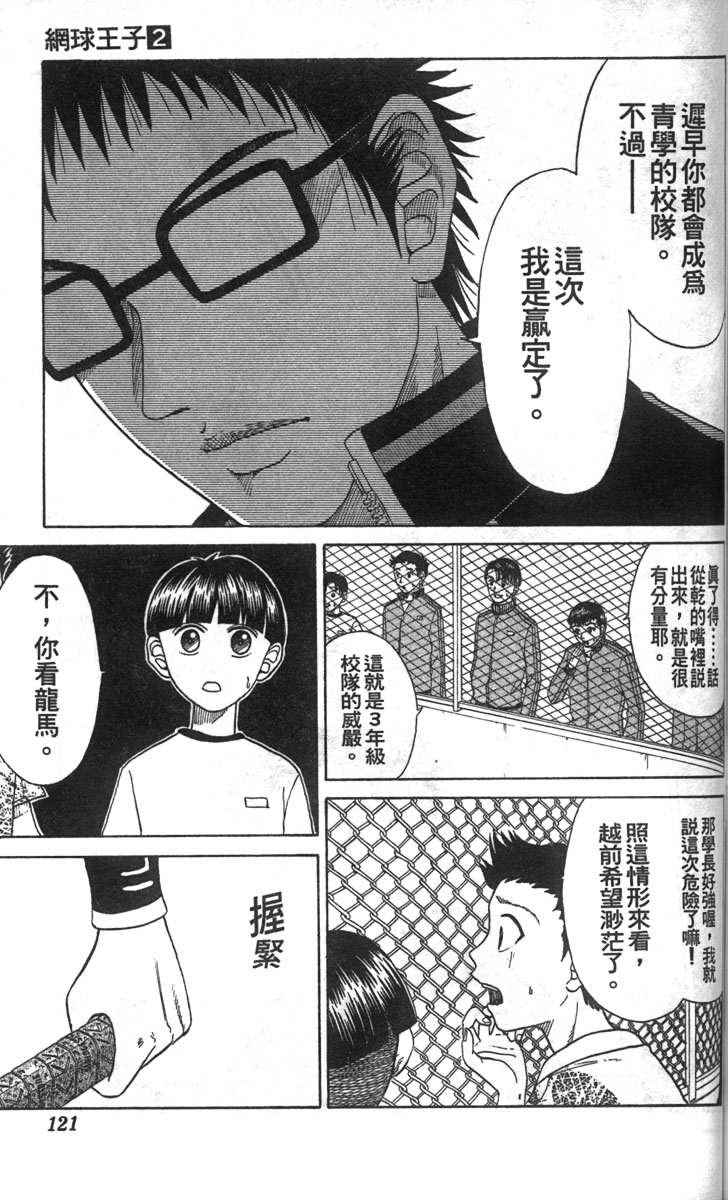 網球王子2
遲早你都會成為
青學的校隊。
不過——
這次
我是贏定了。
真了得……話
從乾的嘴裡説
出來，就是很
有分量耶。
這就是3年級
校隊的威嚴。
不，你看龍馬。
那學長好強喔，我就
説這次危險了嘛！
照這情形來看，
越前希望渺茫了。
握緊
121